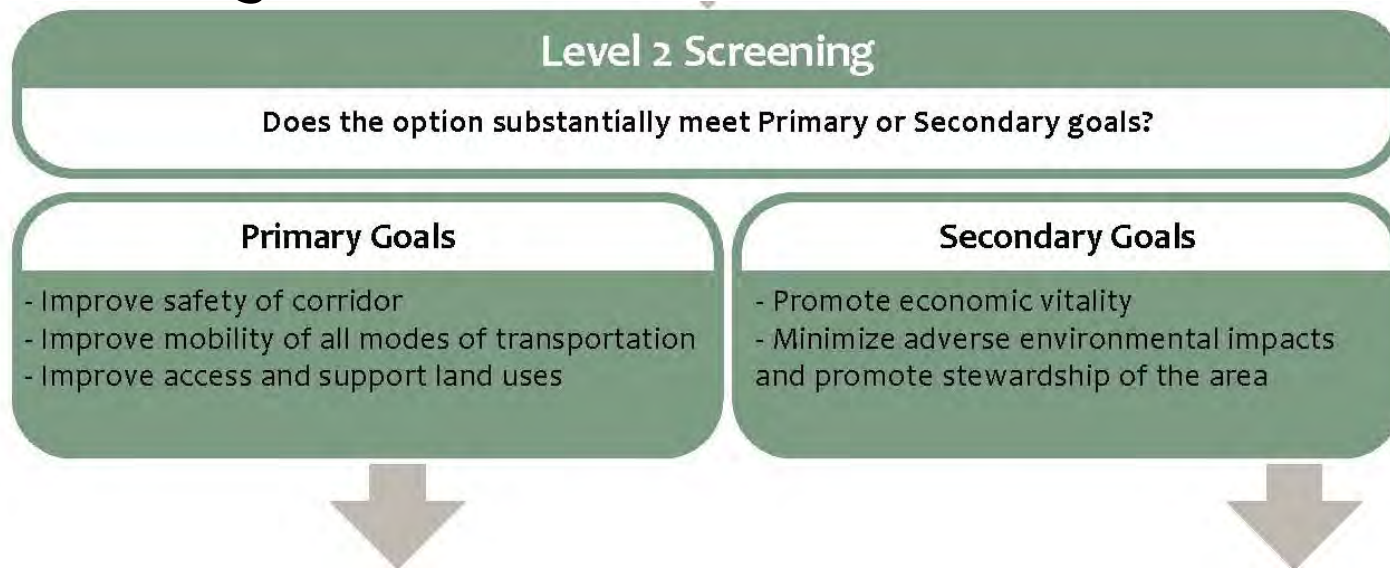 Level 2 Screening
Does the option substantially meet Primary or Secondary goals?
Primary Goals
- Improve safety of corridor
- Improve mobility of all modes of transportation
- Improve access and support land uses
Secondary Goals
- Promote economic vitality
- Minimize adverse environmental impacts
and promote stewardship of the area